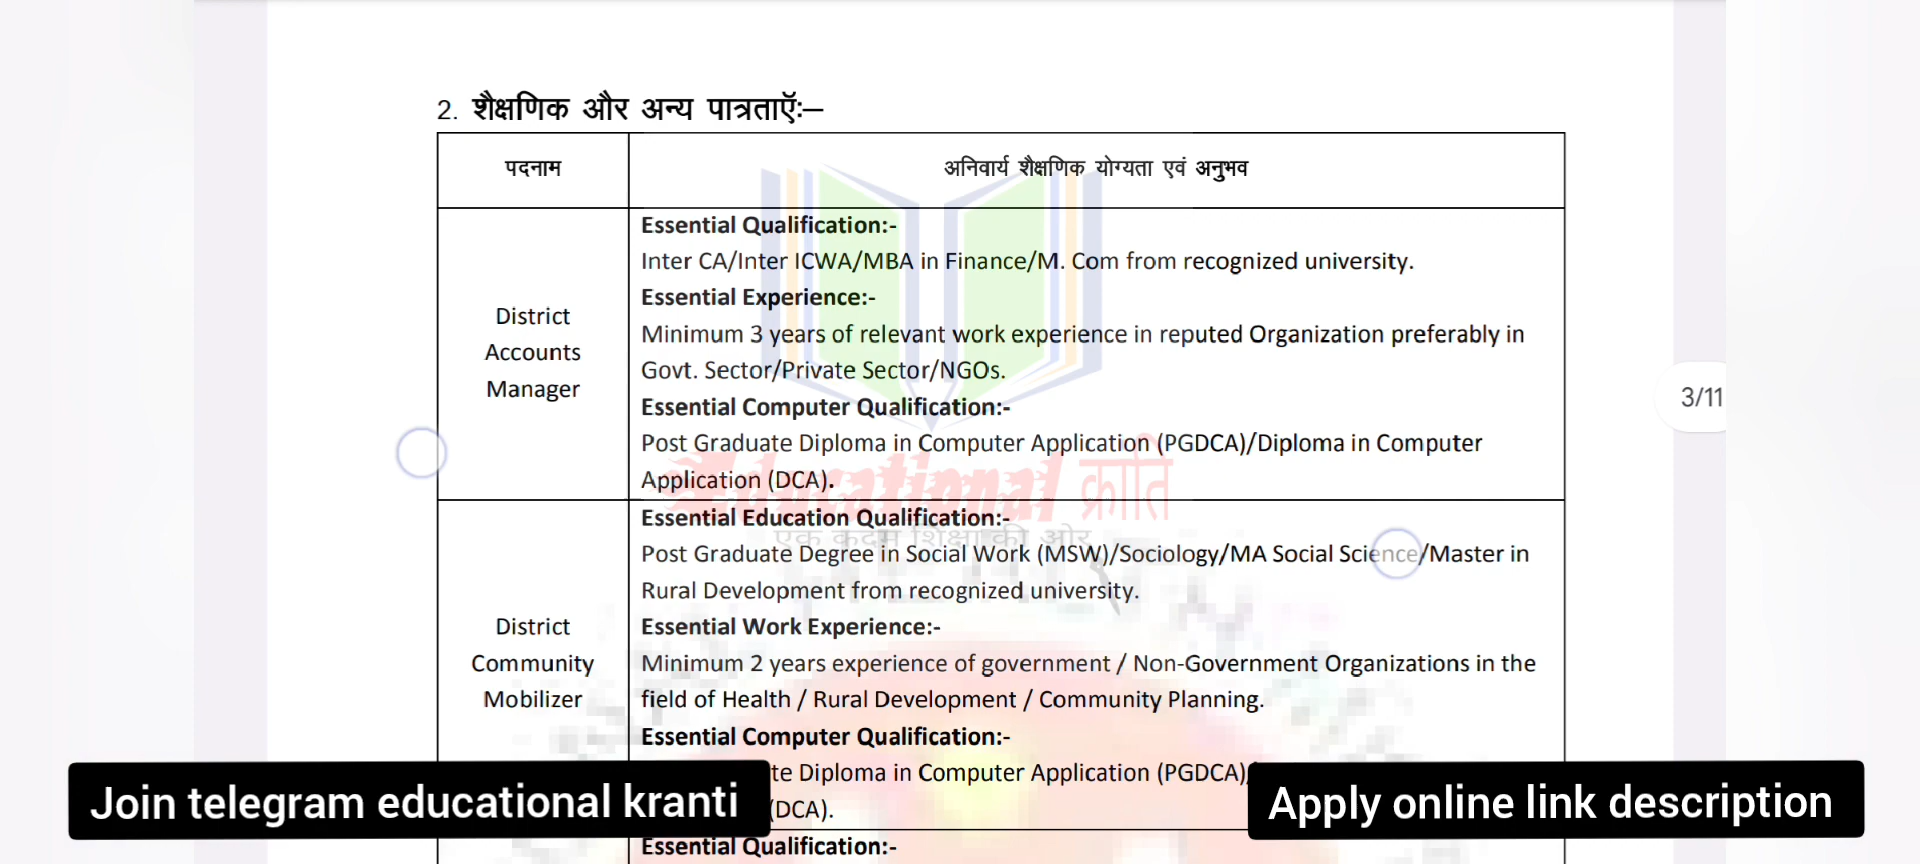 2. शैक्षणिक और अन्य पात्रताएँ:—
पदनाम
अनिवार्य शैक्षणिक योग्यता एवं अनुभव
District
Accounts
Manager
Essential Qualification:-
Inter CA/Inter ICWA/MBA in Finance/M. Com from recognized university.
Essential Experience:-
Minimum 3 years of relevant work experience in reputed Organization preferably in
Govt. Sector/Private Sector/NGOs.
Essential Computer Qualification:-
Post Graduate Diploma in Computer Application (PGDCA)/Diploma in Computer
Application (DCA).
3/11
Educational क्रांति
एक कदम शिक्षा की ओर
District
Community
Mobilizer
Essential Education Qualification:-
Post Graduate Degree in Social Work (MSW)/Sociology/MA Social Science/Master in
Rural Development from recognized university.
Essential Work Experience:-
Minimum 2 years experience of government / Non-Government Organizations in the
field of Health / Rural Development / Community Planning.
Essential Computer Qualification:-
te Diploma in Computer Application (PGDCA)
(DCA).
Essential Qualification:-
Join telegram educational kranti
Apply online link description